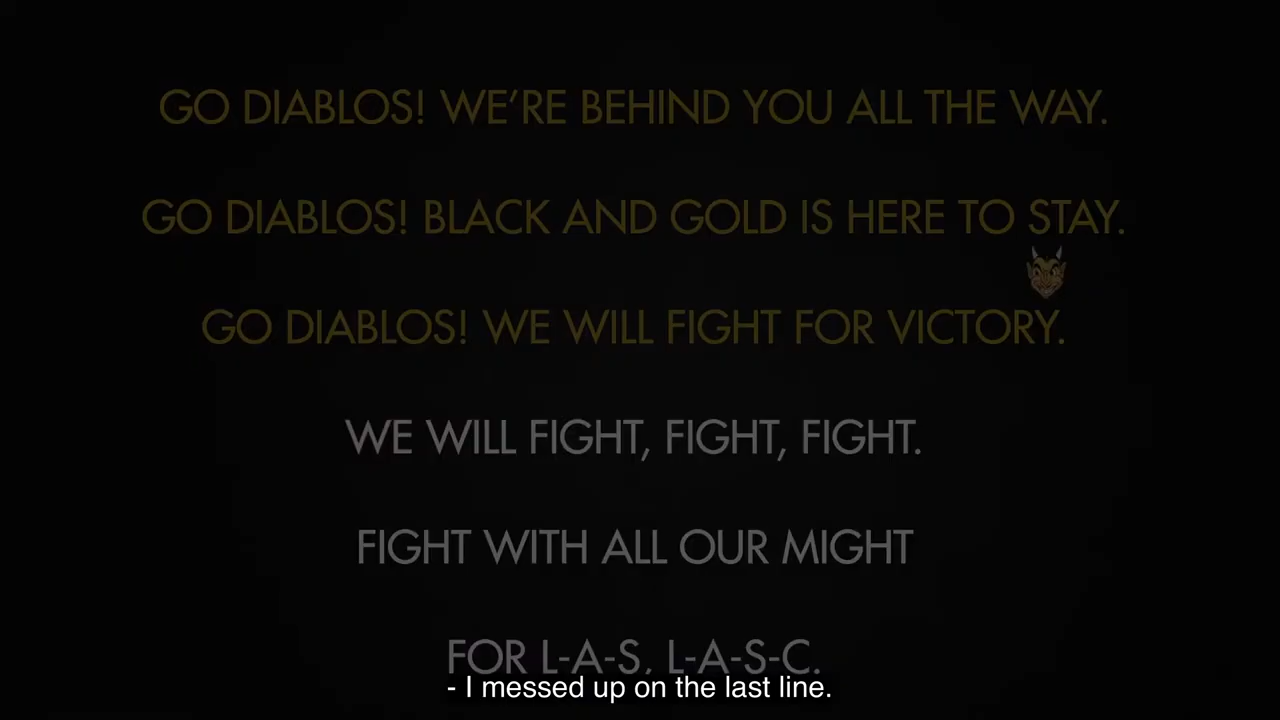 GO DIABLOS! WE’RE BEHIND YOU ALL THE WAY.
GO DIABLOS! BLACK AND GOLD IS HERE TO STAY.
GO DIABLOS! WE WILL FIGHT FOR VICTORY.
WE WILL FIGHT, FIGHT, FIGHT.
FIGHT WITH ALL OUR MIGHT
FOR L-A-S, L-A-S-C.
- I messed up on the last line.